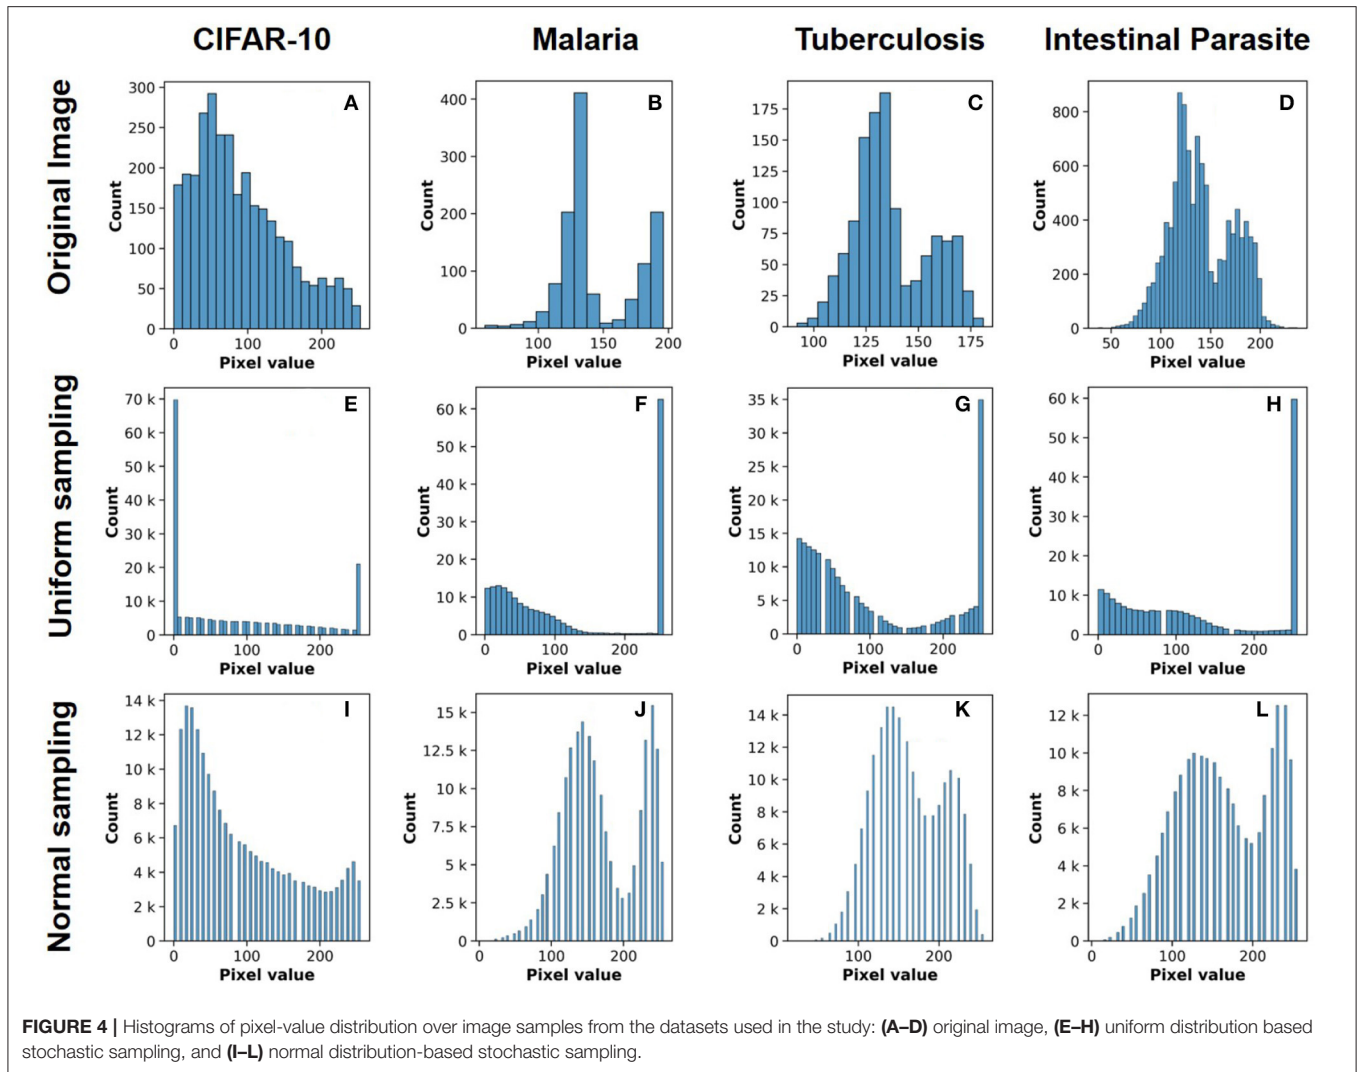 CIFAR-10 Malaria Tuberculosis Intestinal Parasite
Original Image
A
300
250
200
150
100
50
0
Count
0 100 200
Pixel value
B
400
300
200
100
0
Count
100 150 200
Pixel value
C
175
150
125
100
75
50
25
0
Count
100 125 150 175
Pixel value
D
800
600
400
200
0
Count
50 100 150 200
Pixel value
Uniform sampling
E
70 k
60 k
50 k
40 k
30 k
20 k
10 k
0
Count
0 100 200
Pixel value
F
60 k
50 k
40 k
30 k
20 k
10 k
0
Count
0 100 200
Pixel value
G
35 k
30 k
25 k
20 k
15 k
10 k
5 k
0
Count
0 100 200
Pixel value
H
60 k
50 k
40 k
30 k
20 k
10 k
0
Count
0 100 200
Pixel value
Normal sampling
I
14 k
12 k
10 k
8 k
6 k
4 k
2 k
0
Count
0 100 200
Pixel value
J
15 k
12.5 k
10 k
7.5 k
5 k
2.5 k
0
Count
0 100 200
Pixel value
K
14 k
12 k
10 k
8 k
6 k
4 k
2 k
0
Count
100 200
Pixel value
L
12 k
10 k
8 k
6 k
4 k
2 k
0
Count
0 100 200
Pixel value
FIGURE 4 | Histograms of pixel-value distribution over image samples from the datasets used in the study: (A–D) original image, (E–H) uniform distribution based
stochastic sampling, and (I–L) normal distribution-based stochastic sampling.